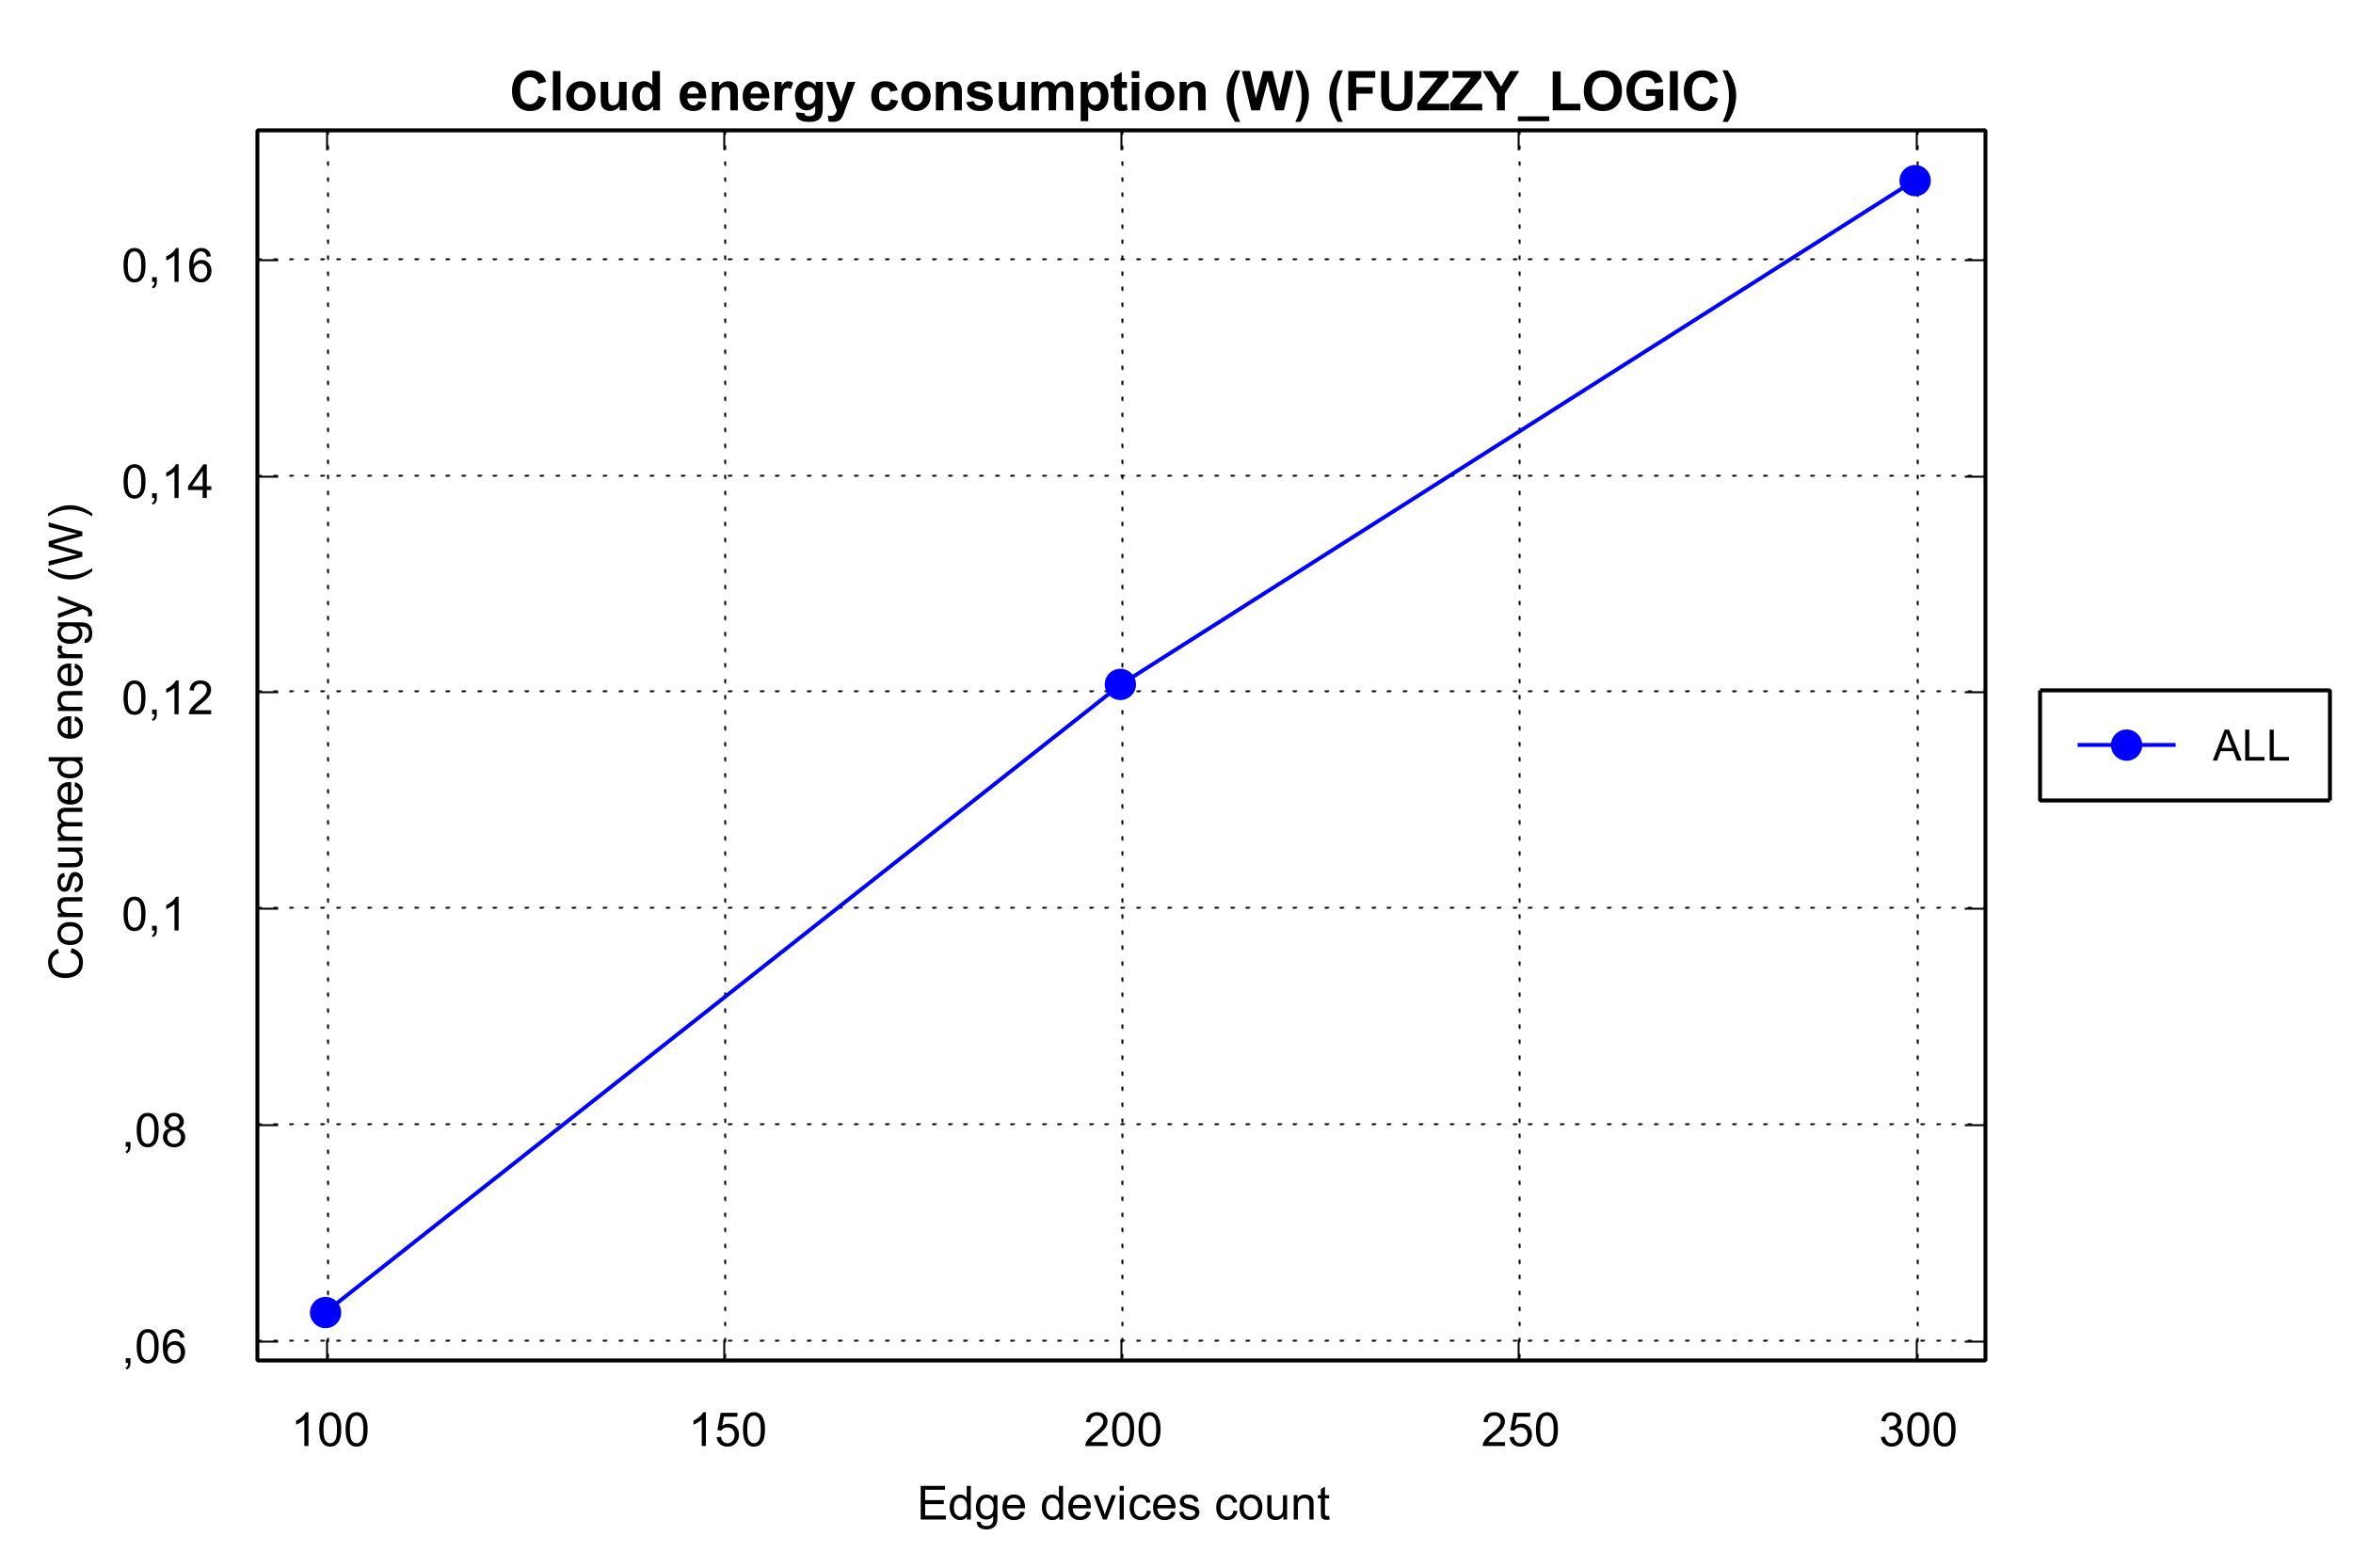 Cloud energy consumption (W) (FUZZY_LOGIC)
Consumed energy (W)
0,16
0,14
0,12
0,1
,08
,06
100 150 200 250 300
Edge devices count
ALL